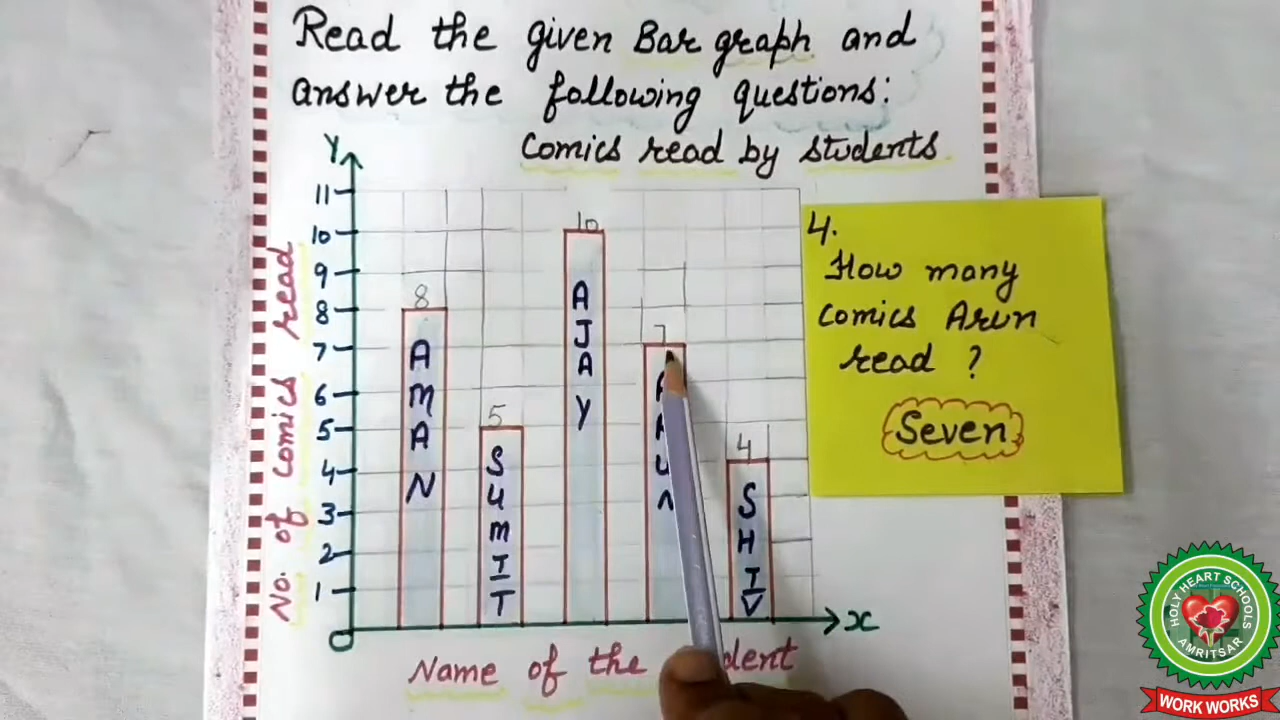 Read the given Bar graph and
answer the following questions:
Comics read by students
Y
11
10
9
8
7
6
5
4
3
2
1
O
No. of Comics read
8
AMAN
5
SUMIT
10
AJAY
7
4
SHIV
x
Name of the
4.
How many
comics Arun
read ?
Seven
HOLY HEART SCHOOLS
AMRITSAR
WORK WORKS